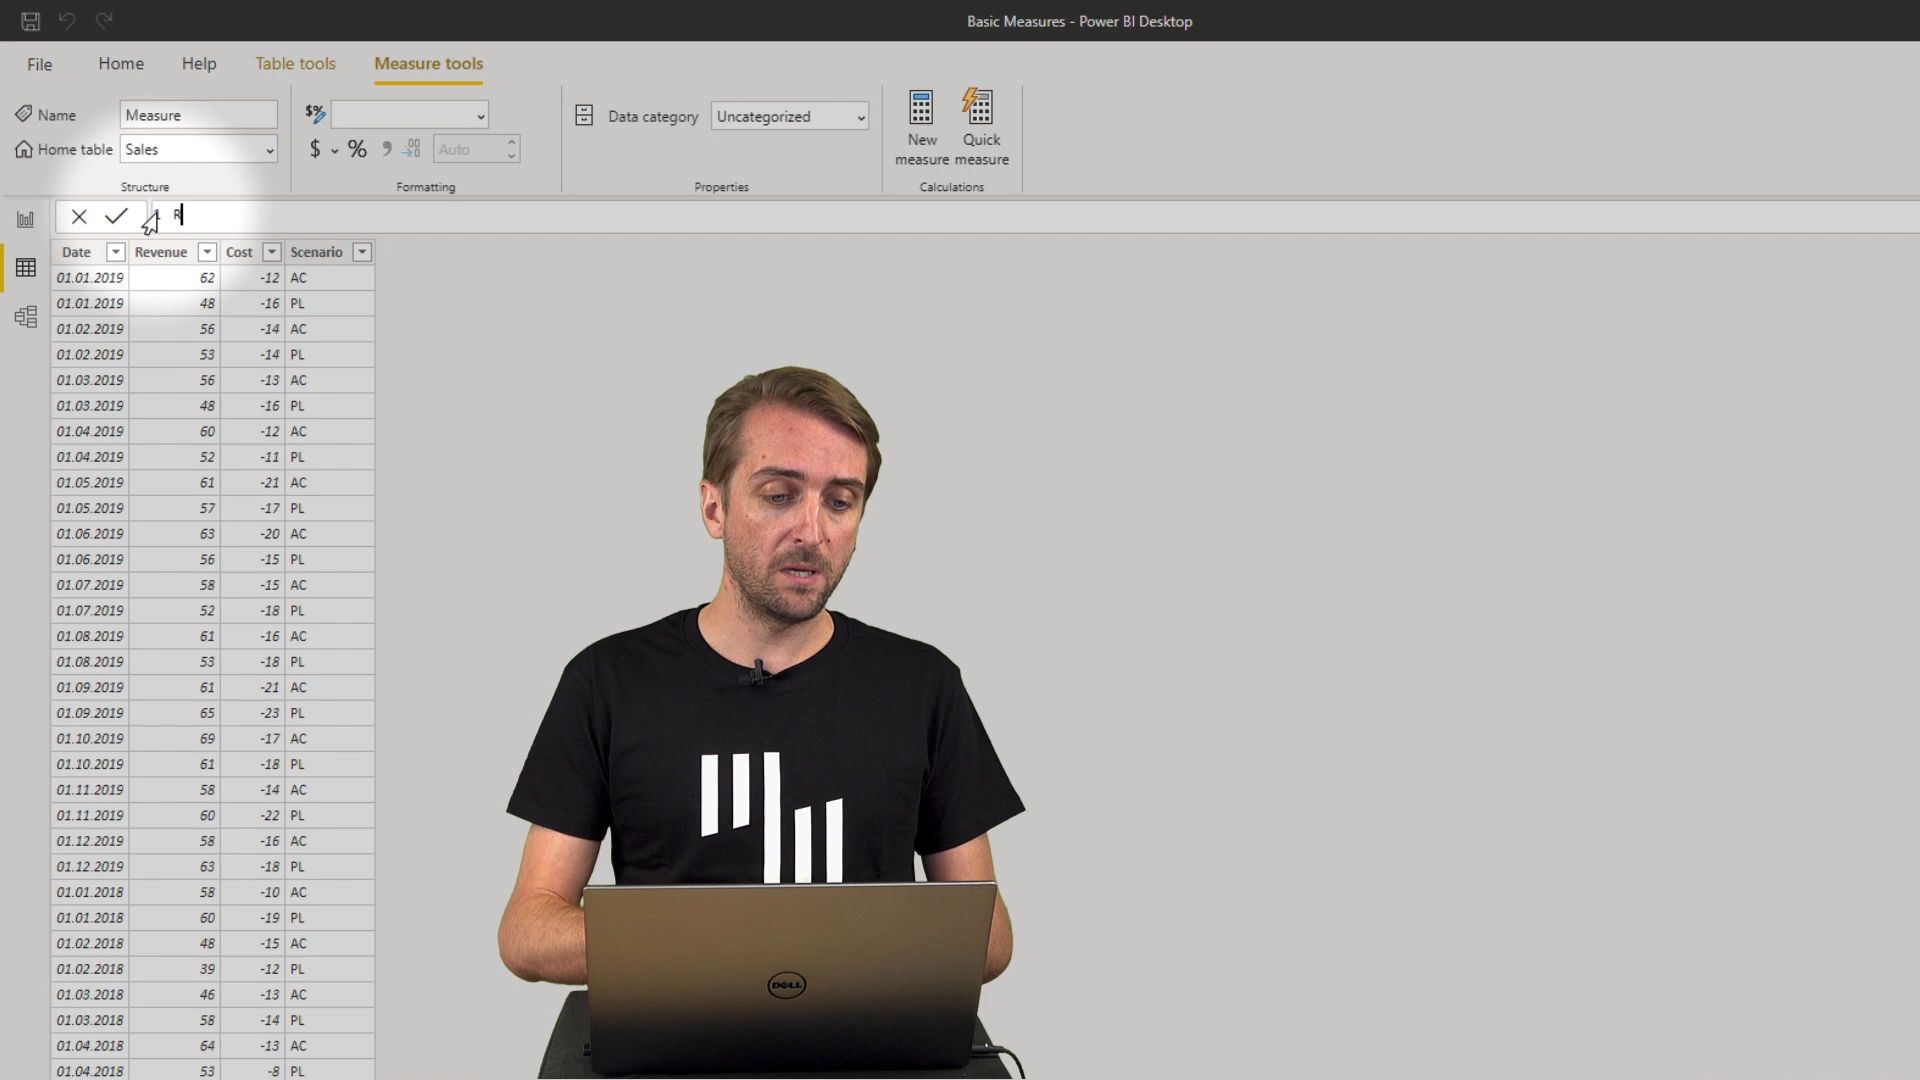 Basic Measures - Power BI Desktop
File Home Help Table tools Measure tools
Name Measure
Home table Sales
Structure
$ % Auto
Formatting
Data category Uncategorized
Properties
New measure
Quick measure
Calculations
1 R
Date Revenue Cost Scenario
01.01.2019 62 -12 AC
01.01.2019 48 -16 PL
01.02.2019 56 -14 AC
01.02.2019 53 -14 PL
01.03.2019 56 -13 AC
01.03.2019 48 -16 PL
01.04.2019 60 -12 AC
01.04.2019 52 -11 PL
01.05.2019 61 -21 AC
01.05.2019 57 -17 PL
01.06.2019 63 -20 AC
01.06.2019 56 -15 PL
01.07.2019 58 -15 AC
01.07.2019 52 -18 PL
01.08.2019 61 -16 AC
01.08.2019 53 -18 PL
01.09.2019 61 -21 AC
01.09.2019 65 -23 PL
01.10.2019 69 -17 AC
01.10.2019 61 -18 PL
01.11.2019 58 -14 AC
01.11.2019 60 -22 PL
01.12.2019 58 -16 AC
01.12.2019 63 -18 PL
01.01.2018 58 -10 AC
01.01.2018 60 -19 PL
01.02.2018 48 -15 AC
01.02.2018 39 -12 PL
01.03.2018 46 -13 AC
01.03.2018 58 -14 PL
01.04.2018 64 -13 AC
01.04.2018 53 -8 PL
DELL